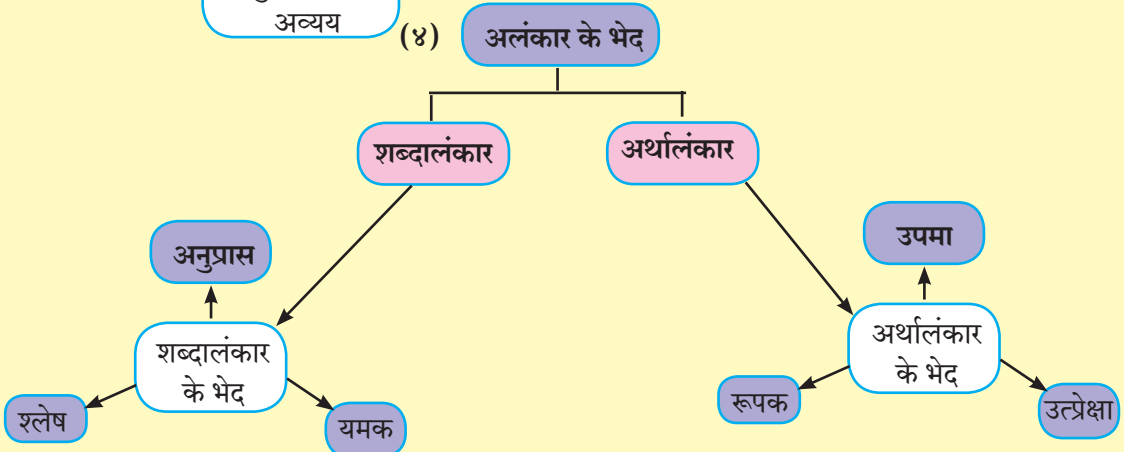 अव्यय
(४) अलंकार के भेद
शब्दालंकार
अर्थालंकार
अनुप्रास
उपमा
शब्दालंकार
के भेद
अर्थालंकार
के भेद
श्लेष
यमक
रूपक
उत्प्रेक्षा